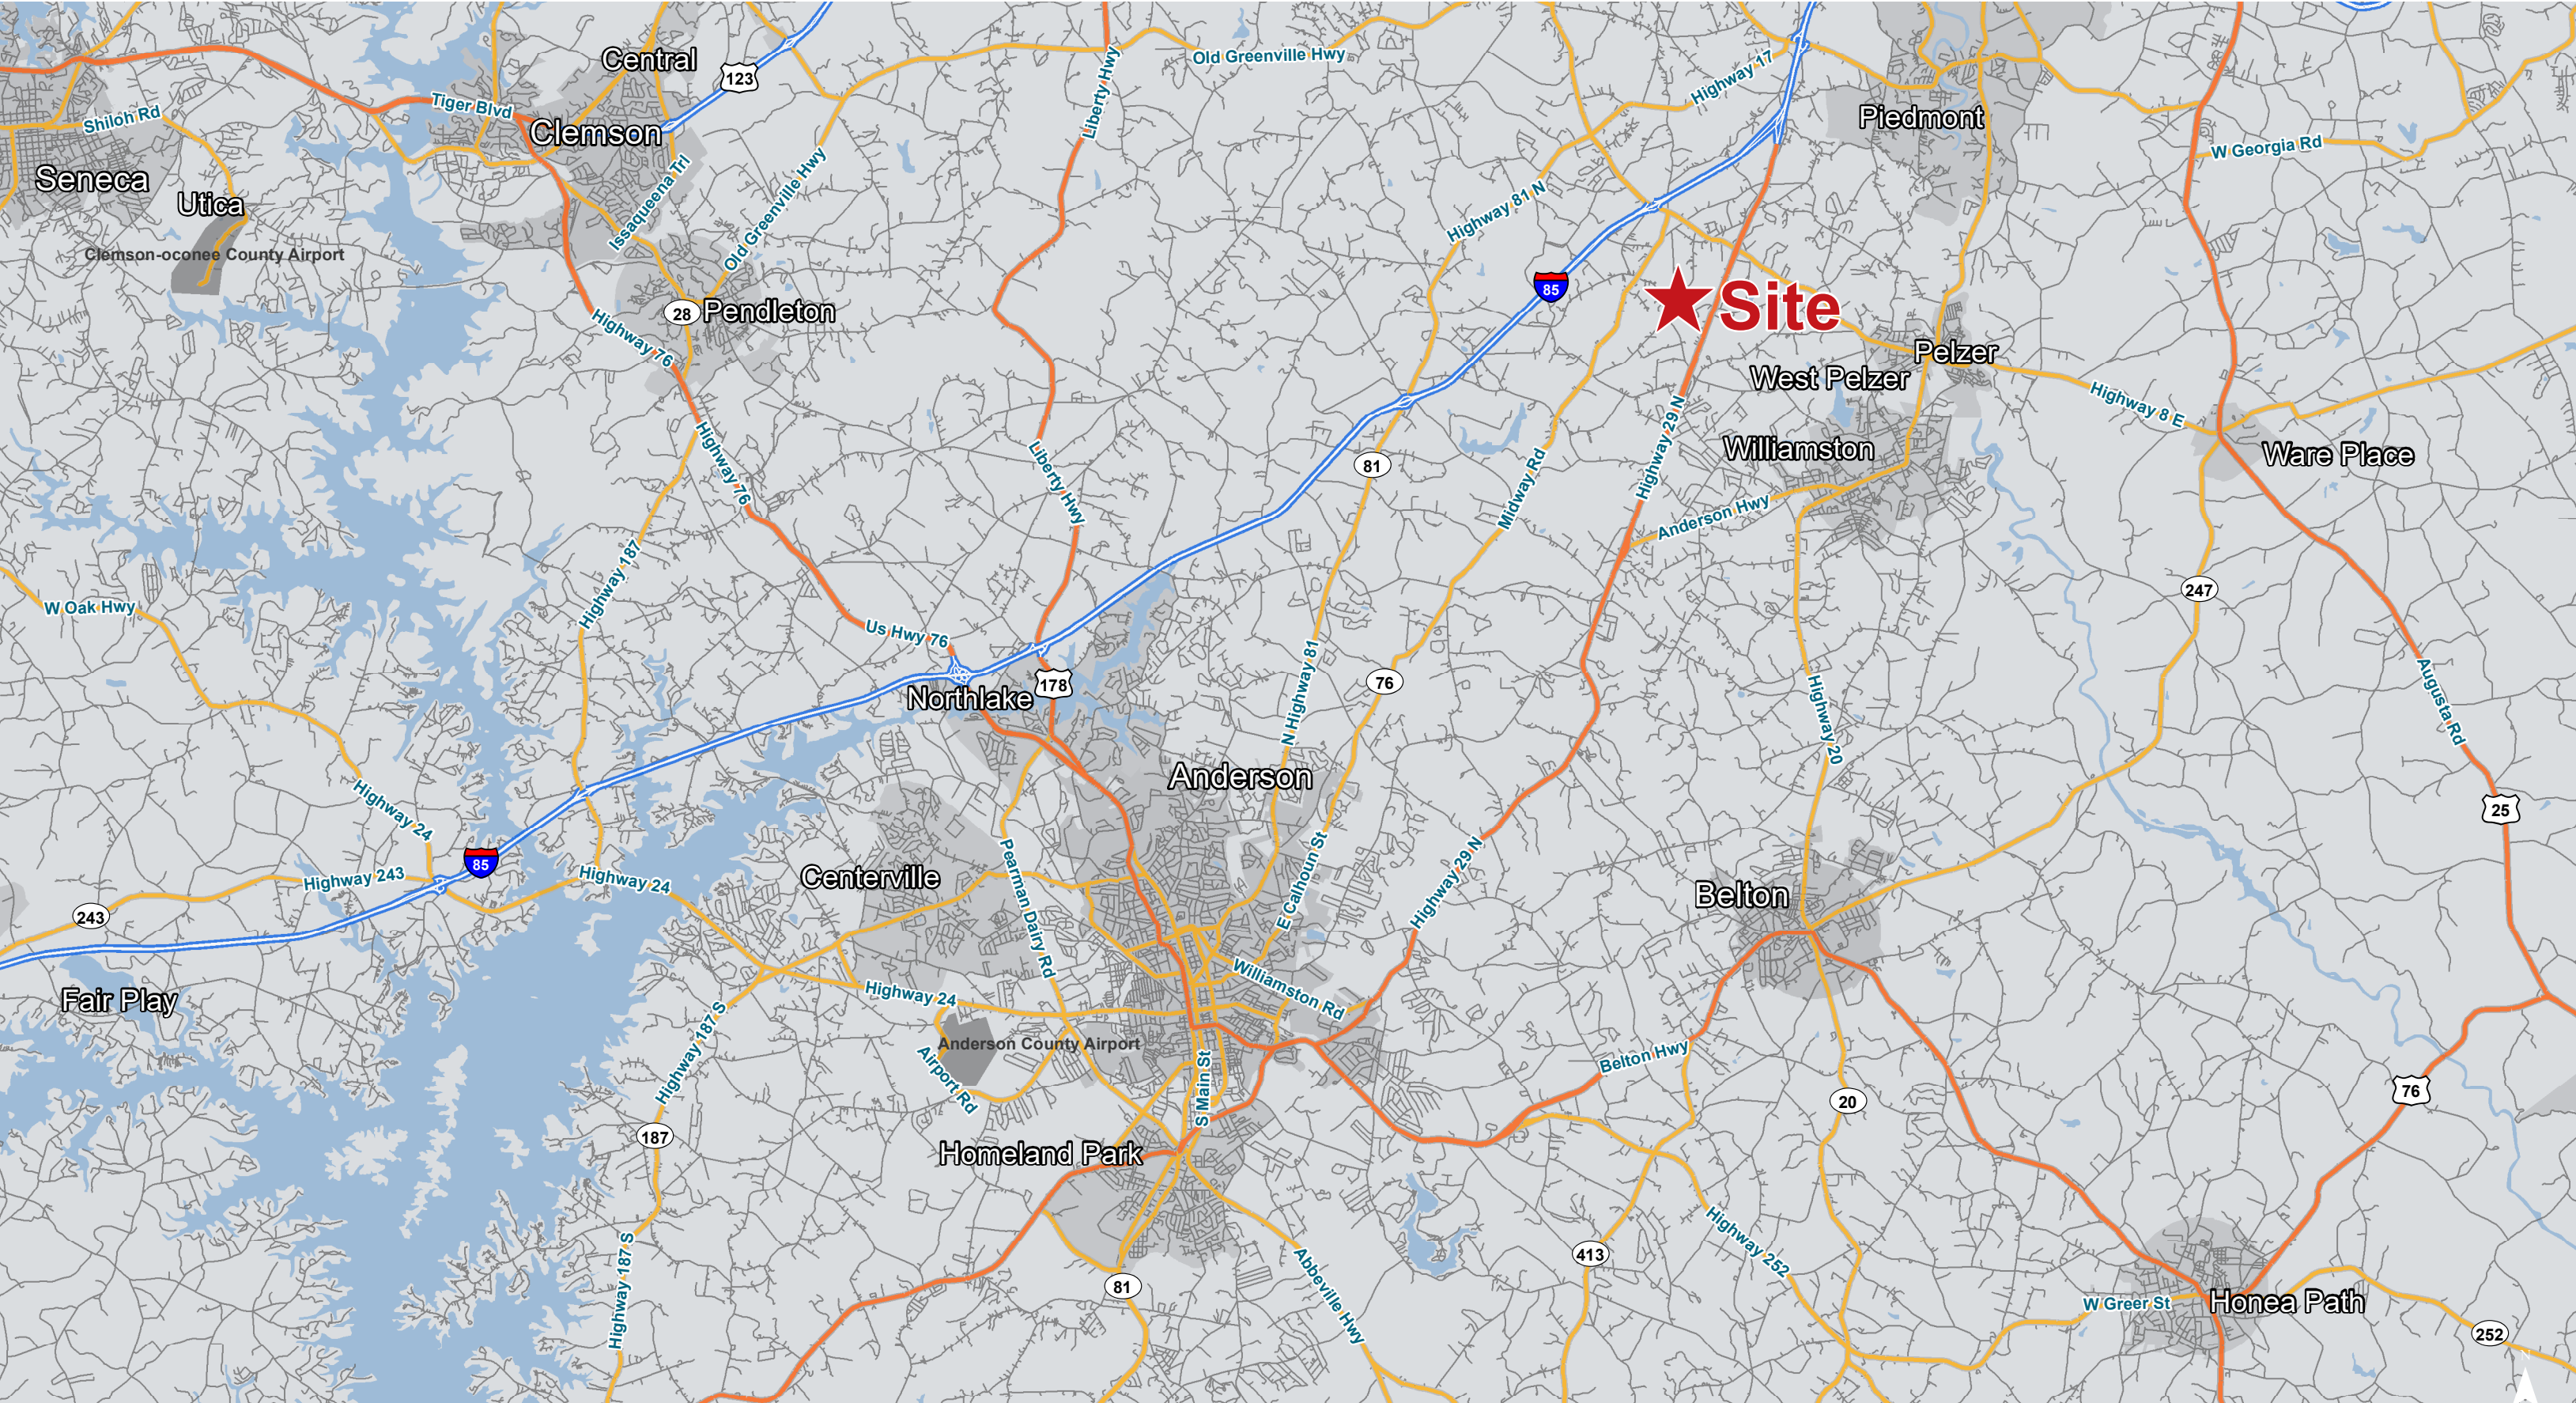 Central
123
Old Greenville Hwy
Liberty Hwy
Highway 17
Tiger Blvd
Shiloh Rd
Clemson
Piedmont
W Georgia Rd
Seneca
Utica
Issaqueena Trl
Old Greenville Hwy
Highway 81 N
Clemson-oconee County Airport
85
Site
28
Pendleton
Highway 76
Pelzer
West Pelzer
Highway 8 E
Highway 76
Liberty Hwy
81
Midway Rd
Highway 29 N
Williamston
Ware Place
Anderson Hwy
Highway 187
W Oak Hwy
247
Us Hwy 76
Northlake
178
N Highway 81
76
Highway 20
Augusta Rd
Anderson
Highway 24
25
85
Highway 243
Highway 24
Centerville
Pearman Dairy Rd
E Calhoun St
Highway 29 N
Belton
243
Fair Play
Highway 24
Williamston Rd
Highway 187 S
Anderson County Airport
Airport Rd
S Main St
Belton Hwy
76
20
187
Homeland Park
Highway 187 S
81
Abbeville Hwy
413
Highway 252
W Greer St
Honea Path
252
N